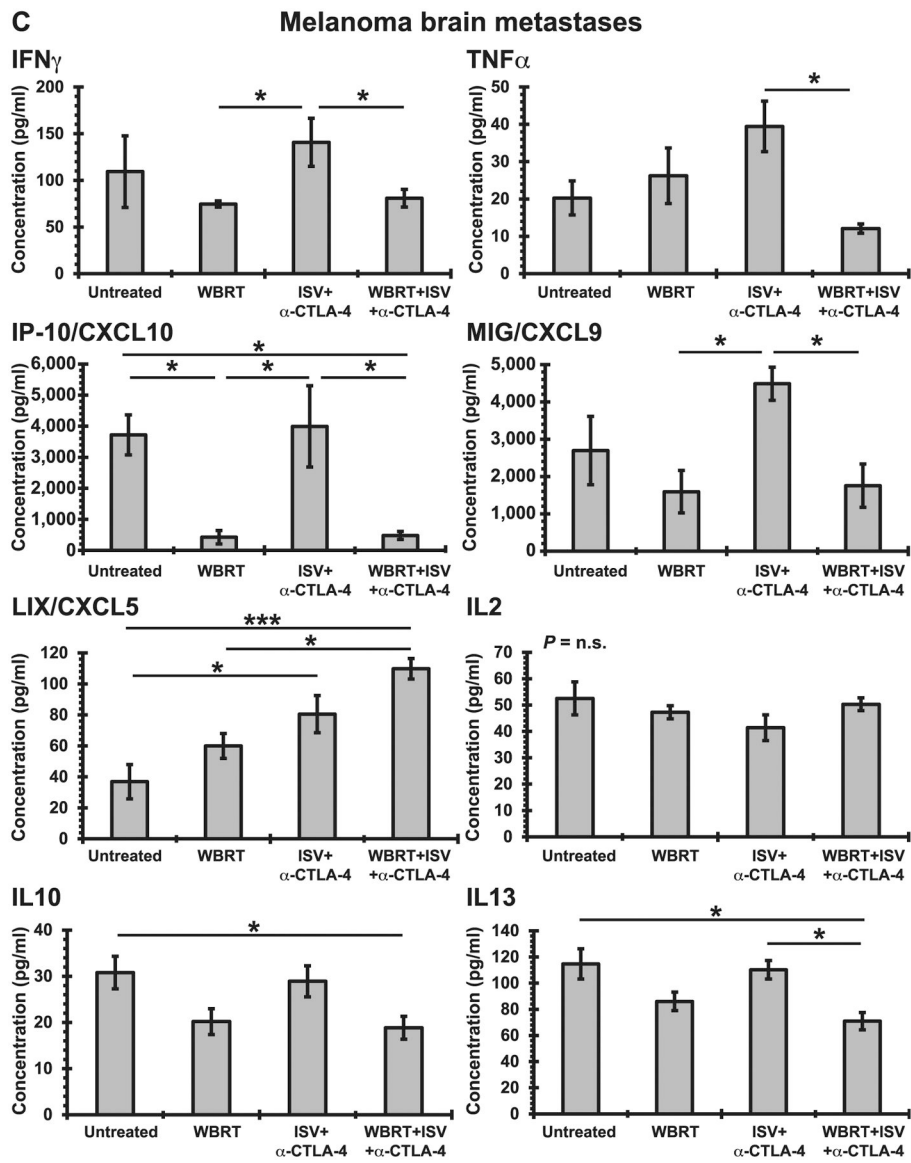 C Melanoma brain metastases
IFNγ
Concentration (pg/ml)
200
150
100
50
0
* *
Untreated WBRT ISV+ α-CTLA-4 WBRT+ISV +α-CTLA-4
TNFα
Concentration (pg/ml)
40
30
20
10
0
*
Untreated WBRT ISV+ α-CTLA-4 WBRT+ISV +α-CTLA-4
IP-10/CXCL10
Concentration (pg/ml)
6,000
5,000
4,000
3,000
2,000
1,000
0
*
* * *
Untreated WBRT ISV+ α-CTLA-4 WBRT+ISV +α-CTLA-4
MIG/CXCL9
Concentration (pg/ml)
5,000
4,000
3,000
2,000
1,000
0
* *
Untreated WBRT ISV+ α-CTLA-4 WBRT+ISV +α-CTLA-4
LIX/CXCL5
Concentration (pg/ml)
120
100
80
60
40
20
0
***
*
*
Untreated WBRT ISV+ α-CTLA-4 WBRT+ISV +α-CTLA-4
IL2
Concentration (pg/ml)
70
60
50
40
30
20
10
0
P = n.s.
Untreated WBRT ISV+ α-CTLA-4 WBRT+ISV +α-CTLA-4
IL10
Concentration (pg/ml)
40
30
20
10
0
*
Untreated WBRT ISV+ α-CTLA-4 WBRT+ISV +α-CTLA-4
IL13
Concentration (pg/ml)
140
120
100
80
60
40
20
0
*
*
Untreated WBRT ISV+ α-CTLA-4 WBRT+ISV +α-CTLA-4